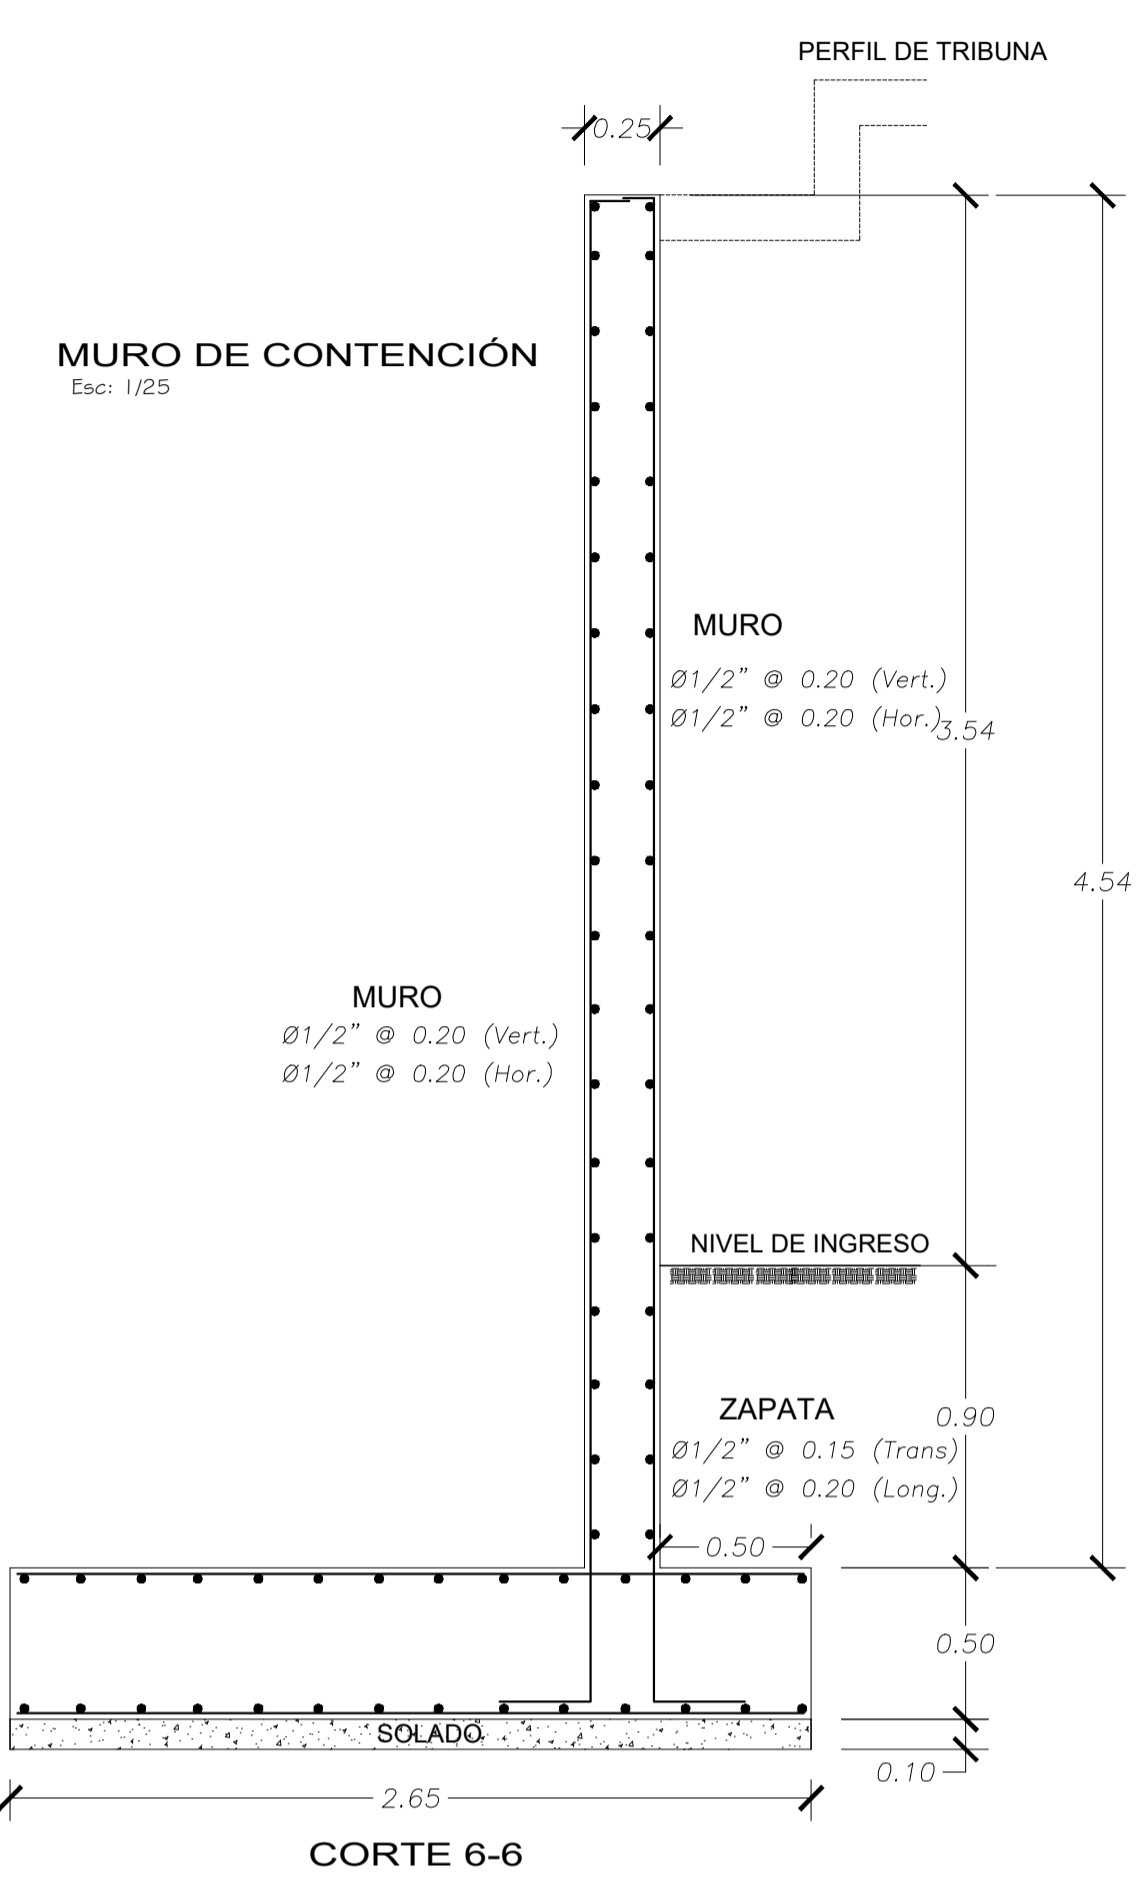 PERFIL DE TRIBUNA
0.25
MURO DE CONTENCIÓN
Esc: 1/25
MURO
Ø1/2" @ 0.20 (Vert.)
Ø1/2" @ 0.20 (Hor.)
3.54
4.54
MURO
Ø1/2" @ 0.20 (Vert.)
Ø1/2" @ 0.20 (Hor.)
NIVEL DE INGRESO
ZAPATA
0.90
Ø1/2" @ 0.15 (Trans)
Ø1/2" @ 0.20 (Long.)
0.50
0.50
SOLADO
0.10
2.65
CORTE 6-6